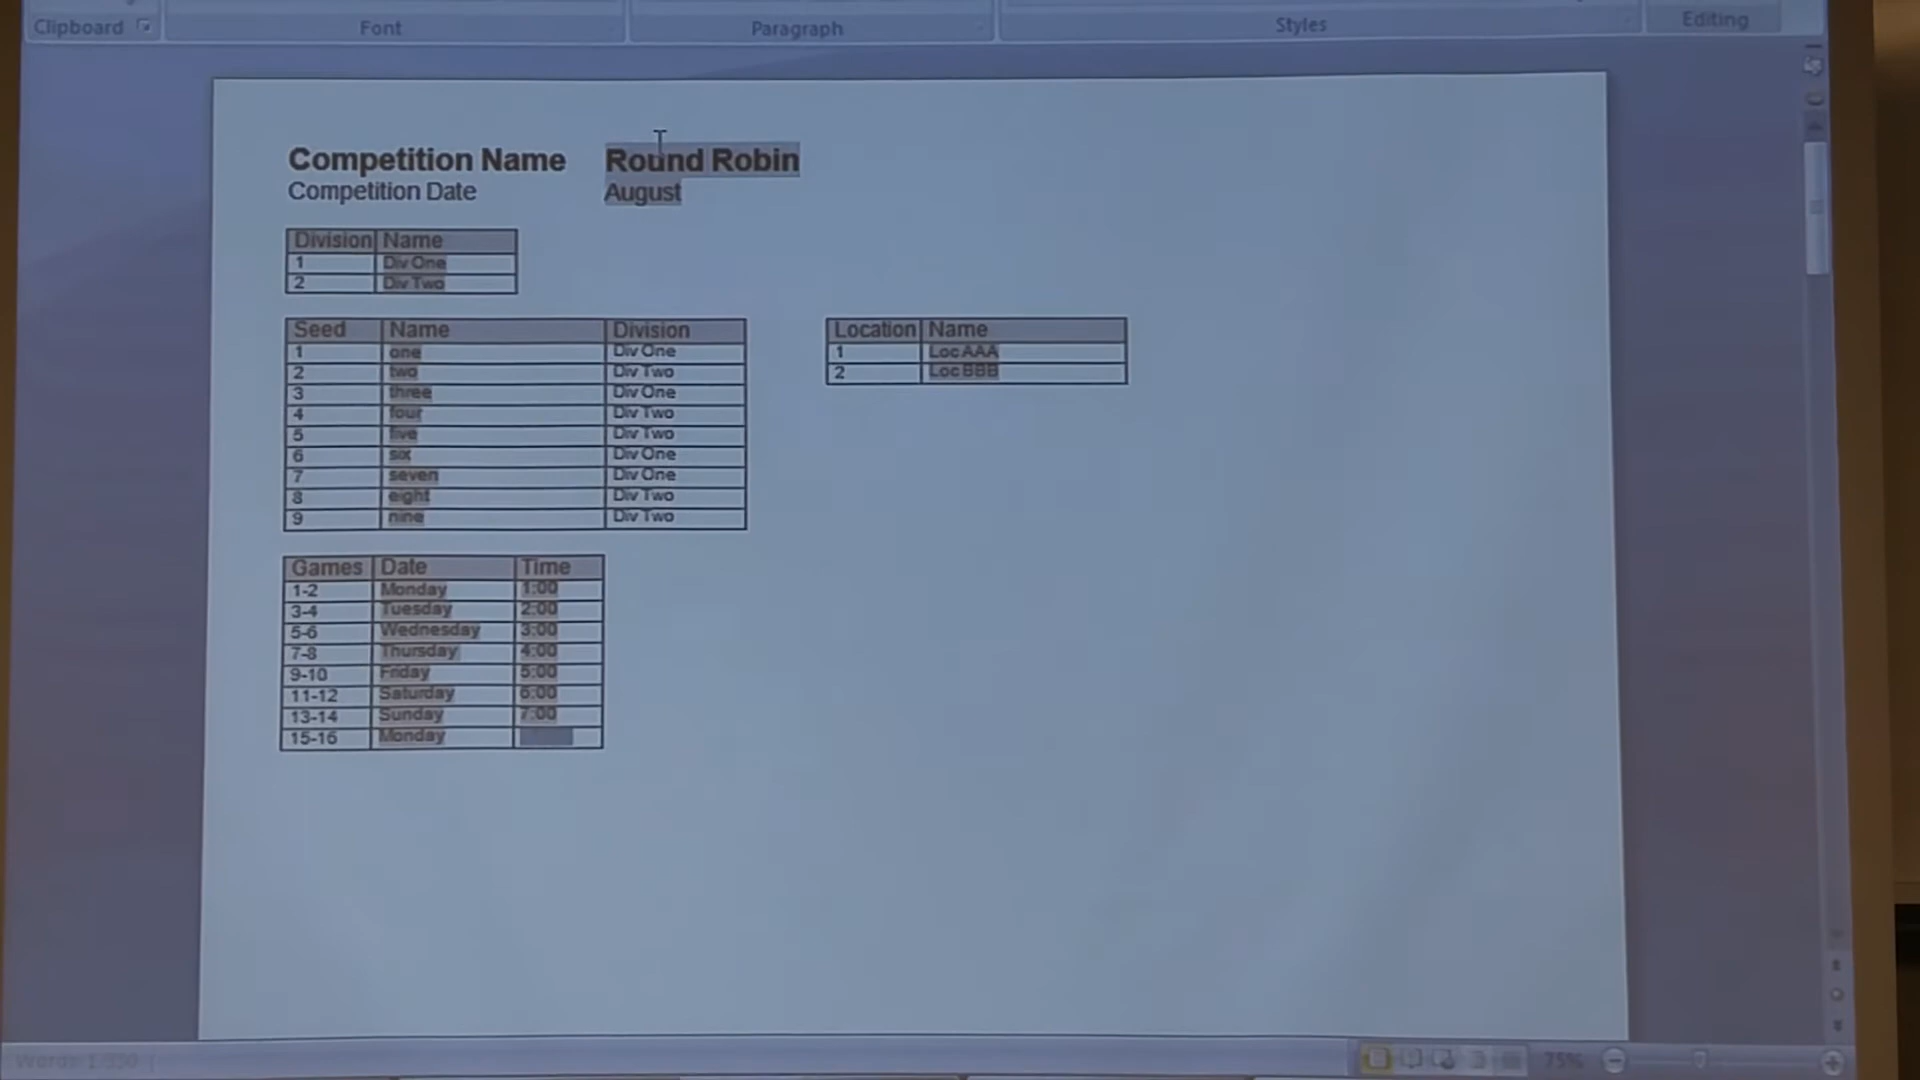 Clipboard Font Paragraph Styles Editing
Competition Name Round Robin
Competition Date August
Division Name
1 Div One
2 Div Two
Seed Name Division
1 one Div One
2 two Div Two
3 three Div One
4 four Div Two
5 five Div Two
6 six Div One
7 seven Div One
8 eight Div Two
9 nine Div Two
Location Name
1 Loc AAA
2 Loc BBB
Games Date Time
1-2 Monday 1:00
3-4 Tuesday 2:00
5-6 Wednesday 3:00
7-8 Thursday 4:00
9-10 Friday 5:00
11-12 Saturday 6:00
13-14 Sunday 7:00
15-16 Monday
Words: 1/330 75%